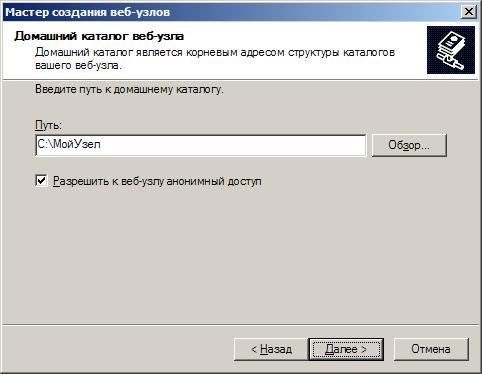 Мастер создания веб-узлов
Домашний каталог веб-узла
Домашний каталог является корневым адресом структуры каталогов
вашего веб-узла.
Введите путь к домашнему каталогу.
Путь:
C:\МойУзел
Обзор...
Разрешить к веб-узлу анонимный доступ
< Назад
Далее >
Отмена